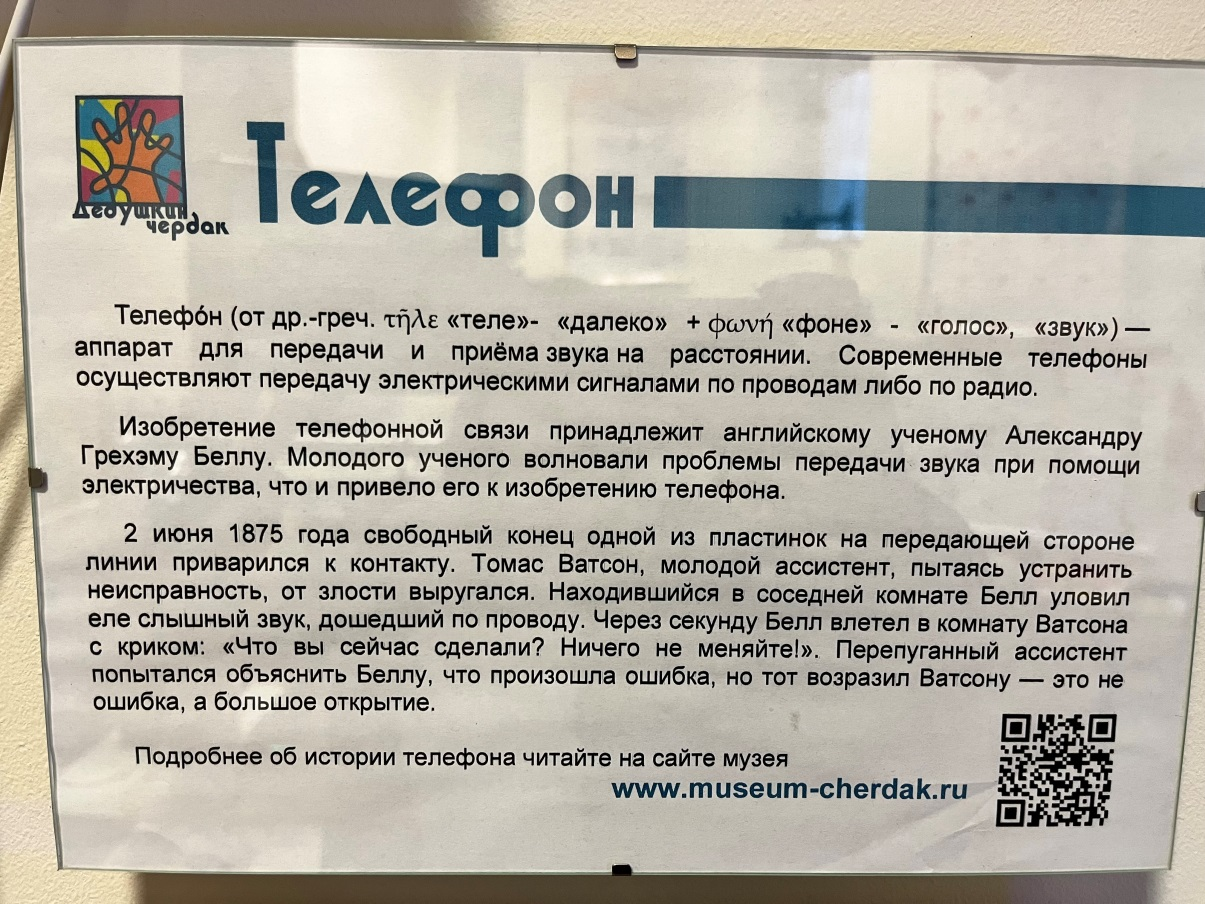 Дедушкин
чердак
Телефон
Телефо́н (от др.-греч. τῆλε «теле»- «далеко» + φωνή «фоне» - «голос», «звук») —
аппарат для передачи и приёма звука на расстоянии. Современные телефоны
осуществляют передачу электрическими сигналами по проводам либо по радио.
Изобретение телефонной связи принадлежит английскому ученому Александру
Грехэму Беллу. Молодого ученого волновали проблемы передачи звука при помощи
электричества, что и привело его к изобретению телефона.
2 июня 1875 года свободный конец одной из пластинок на передающей стороне
линии приварился к контакту. Томас Ватсон, молодой ассистент, пытаясь устранить
неисправность, от злости выругался. Находившийся в соседней комнате Белл уловил
еле слышный звук, дошедший по проводу. Через секунду Белл влетел в комнату Ватсона
с криком: «Что вы сейчас сделали? Ничего не меняйте!». Перепуганный ассистент
попытался объяснить Беллу, что произошла ошибка, но тот возразил Ватсону — это не
ошибка, а большое открытие.
Подробнее об истории телефона читайте на сайте музея
www.museum-cherdak.ru